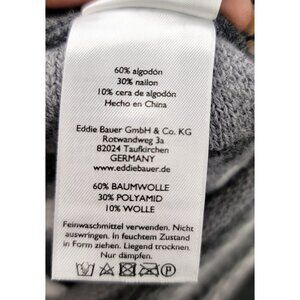 60% algodón
30% nailon
10% cera de algodón
Hecho en China
Eddie Bauer GmbH & Co. KG
Rotwandweg 3a
82024 Taufkirchen
GERMANY
www.eddiebauer.de
60% BAUMWOLLE
30% POLYAMID
10% WOLLE
Feinwaschmittel verwenden. Nicht
auswringen. In feuchtem Zustand
in Form ziehen. Liegend trocknen.
Nur dämpfen.
P